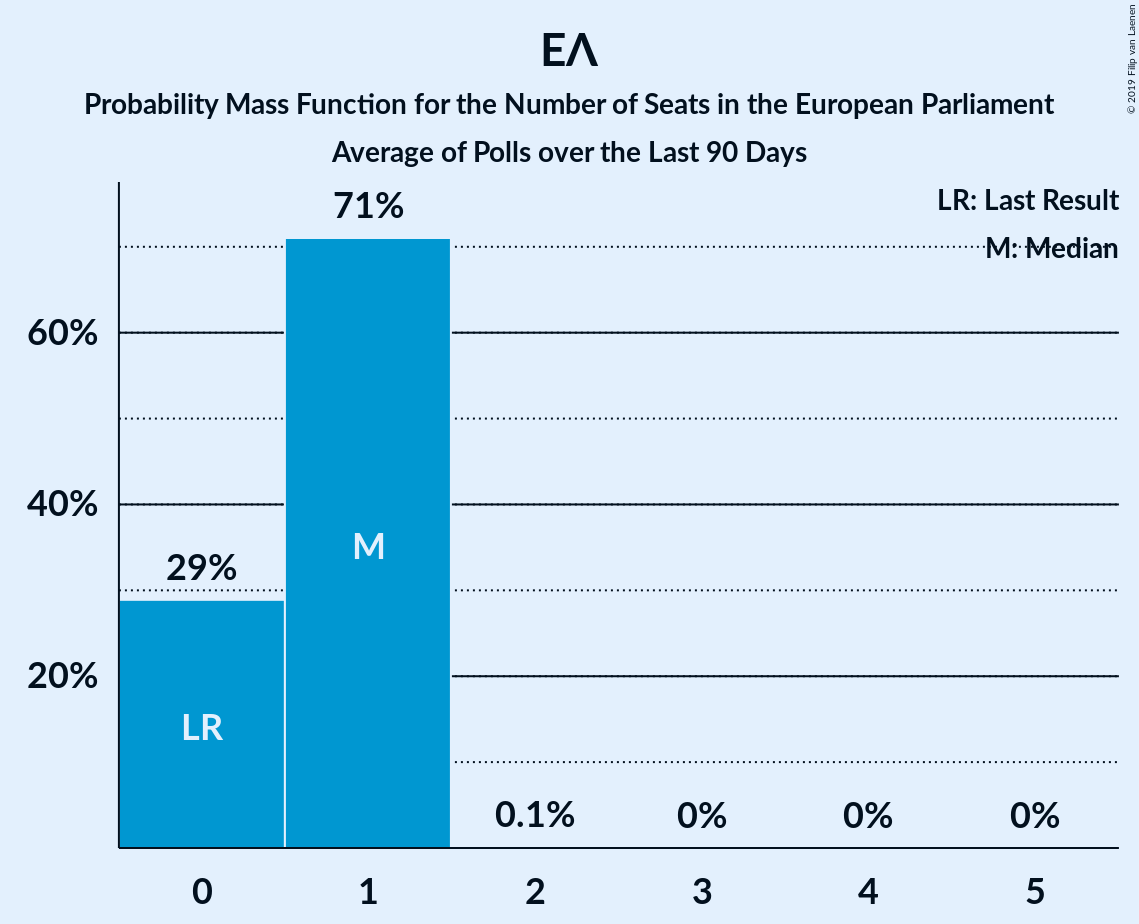 ΕΛ
Probability Mass Function for the Number of Seats in the European Parliament
Average of Polls over the Last 90 Days
© 2019 Filip van Laenen
LR: Last Result
M: Median
71%
60%
40%
29%
20%
M
LR
0.1%
0%
0%
0%
0
1
2
3
4
5